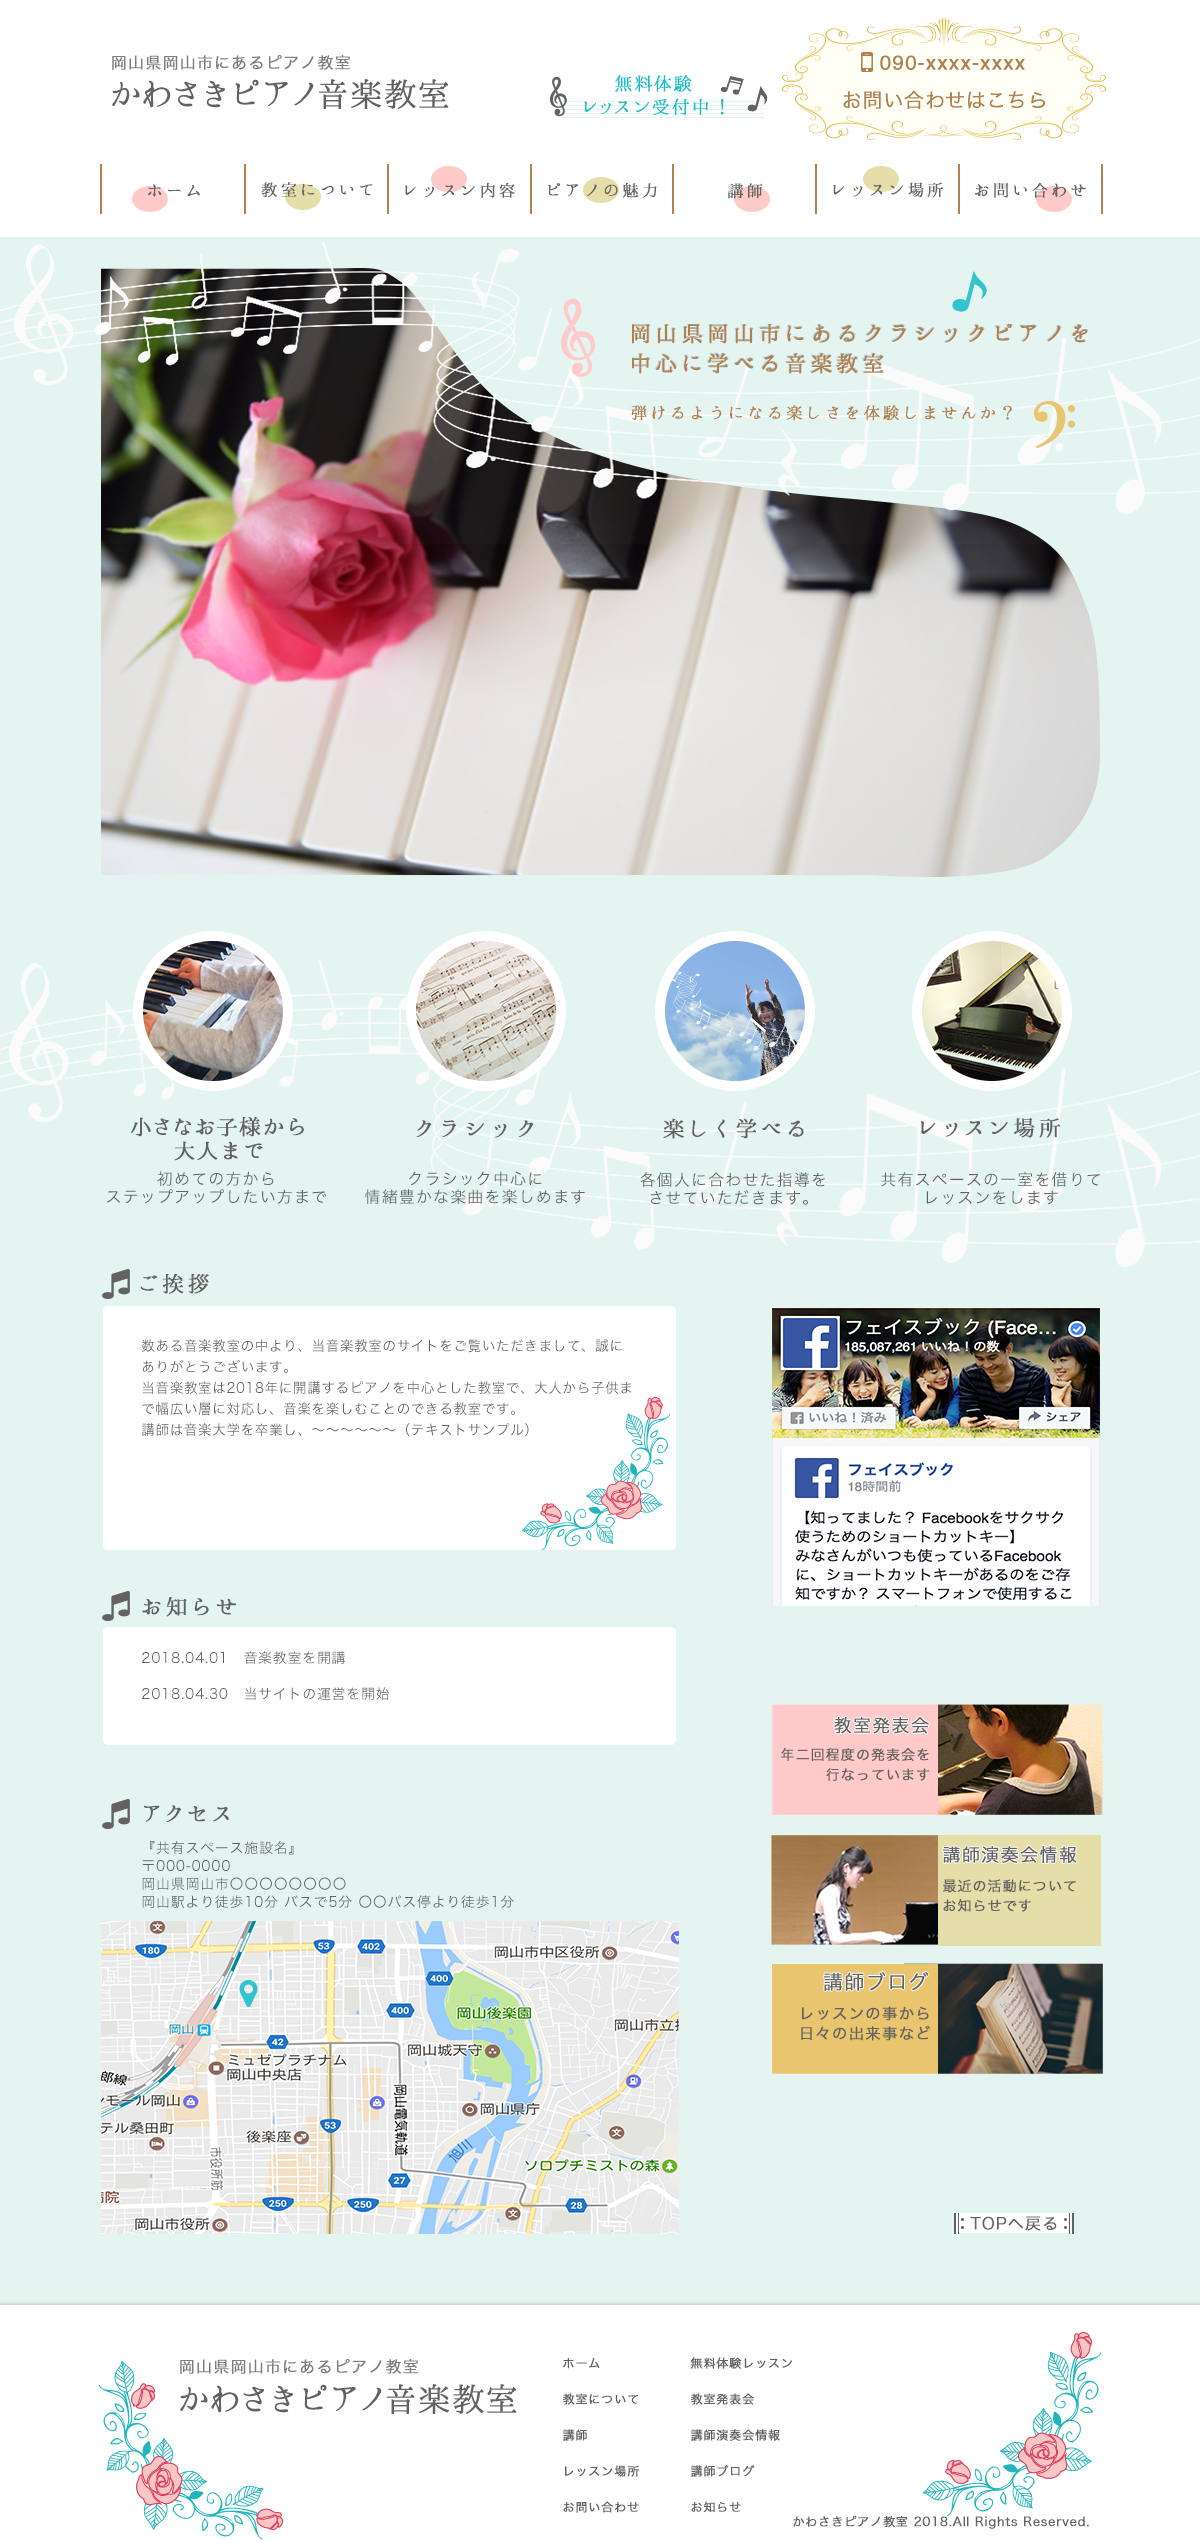 岡山県岡山市にあるピアノ教室
かわさきピアノ音楽教室
無料体験
レッスン受付中！
090-xxxx-xxxx
お問い合わせはこちら
ホーム
教室について
レッスン内容
ピアノの魅力
講師
レッスン場所
お問い合わせ
岡山県岡山市にあるクラシックピアノを
中心に学べる音楽教室
弾けるようになる楽しさを体験しませんか？
小さなお子様から
大人まで
初めての方から
ステップアップしたい方まで
クラシック
クラシック中心に
情緒豊かな楽曲を楽しめます
楽しく学べる
各個人に合わせた指導を
させていただきます。
レッスン場所
共有スペースの一室を借りて
レッスンをします
ご挨拶
数ある音楽教室の中より、当音楽教室のサイトをご覧いただきまして、誠に
ありがとうございます。
当音楽教室は2018年に開講するピアノを中心とした教室で、大人から子供ま
で幅広い層に対応し、音楽を楽しむことのできる教室です。
講師は音楽大学を卒業し、〜〜〜〜〜〜（テキストサンプル）
フェイスブック (Face...
185,087,261 いいね！の数
いいね！済み
シェア
フェイスブック
18時間前
【知ってました？ Facebookをサクサク
使うためのショートカットキー】
みなさんがいつも使っているFacebook
に、ショートカットキーがあるのをご存
知ですか？ スマートフォンで使用するこ
お知らせ
2018.04.01　音楽教室を開講
2018.04.30　当サイトの運営を開始
教室発表会
年二回程度の発表会を
行なっています
講師演奏会情報
最近の活動について
お知らせです
講師ブログ
レッスンの事から
日々の出来事など
アクセス
『共有スペース施設名』
〒000-0000
岡山県岡山市〇〇〇〇〇〇〇〇
岡山駅より徒歩10分 バスで5分 〇〇バス停より徒歩1分
180
53
402
岡山市中区役所
400
岡山後楽園
400
岡山市立
岡山
42
岡山城天守
ミュゼプラチナム
岡山中央店
郎線
ンモール岡山
岡山電気軌道
岡山県庁
テル桑田町
53
後楽座
旭川
市役所筋
ソロプチミストの森
27
病院
250
250
28
岡山市役所
TOPへ戻る
岡山県岡山市にあるピアノ教室
かわさきピアノ音楽教室
ホーム
教室について
講師
レッスン場所
お問い合わせ
無料体験レッスン
教室発表会
講師演奏会情報
講師ブログ
お知らせ
かわさきピアノ教室 2018.All Rights Reserved.